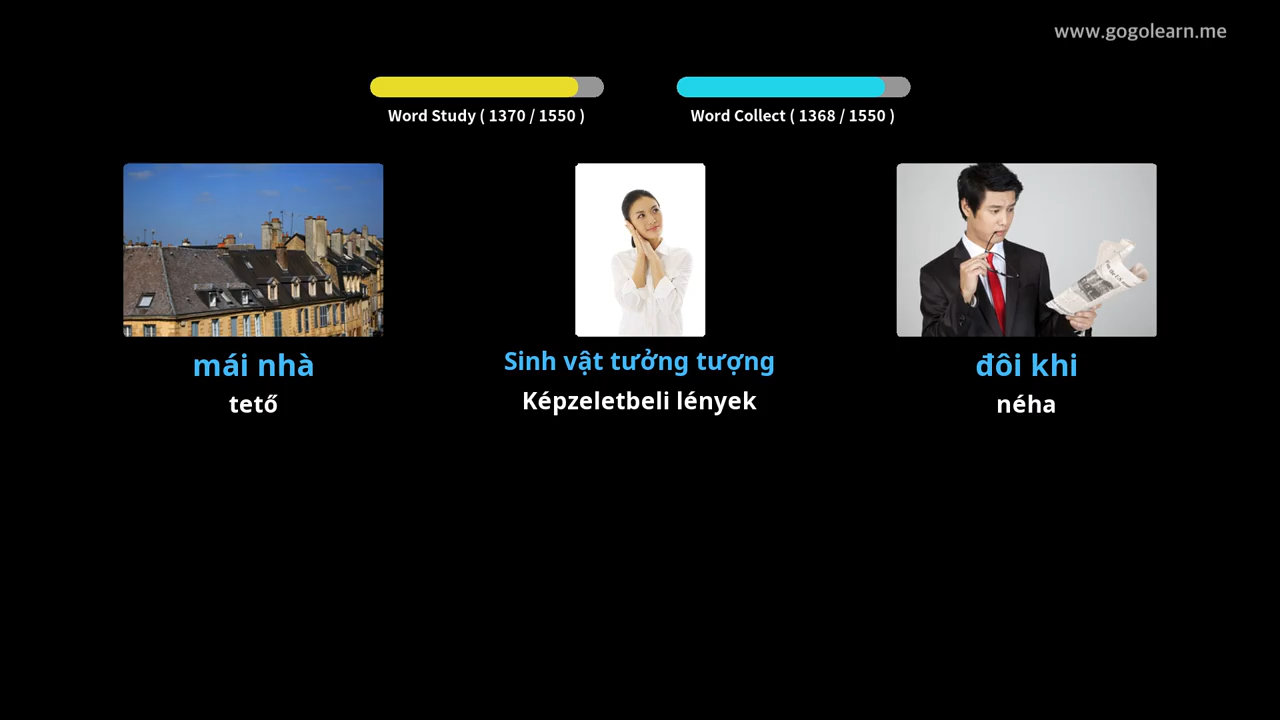 www.gogolearn.me
Word Study ( 1370 / 1550 )
Word Collect ( 1368 / 1550 )
mái nhà
tető
Sinh vật tưởng tượng
Képzeletbeli lények
đôi khi
néha